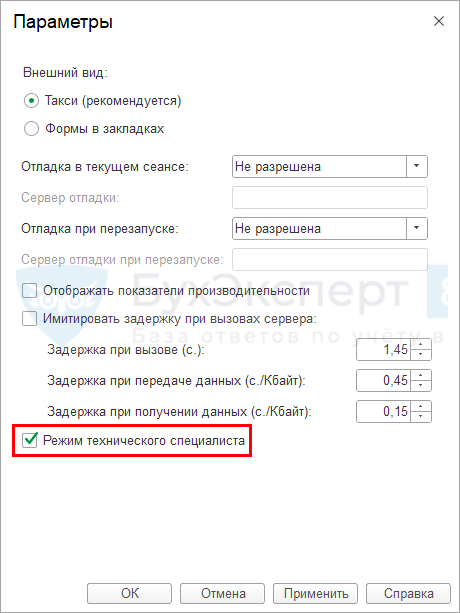 Параметры
Внешний вид:
Такси (рекомендуется)
Формы в закладках
Отладка в текущем сеансе: Не разрешена
Сервер отладки:
Отладка при перезапуске: Не разрешена
Сервер отладки при перезапуске:
БухЭксперт 8
Отображать показатели производительности
База ответов по учёту в
Имитировать задержку при вызовах сервера:
Задержка при вызове (с.): 1,45
Задержка при передаче данных (с./Кбайт): 0,45
Задержка при получении данных (с./Кбайт): 0,15
Режим технического специалиста
ОК Отмена Применить Справка